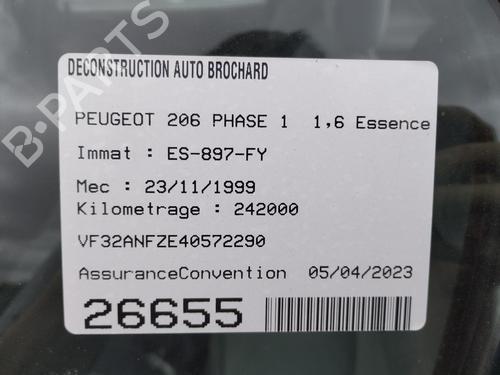 B-PARTS
DECONSTRUCTION AUTO BROCHARD
PEUGEOT 206 PHASE 1 1,6 Essence
Immat : ES-897-FY
Mec : 23/11/1999
Kilometrage : 242000
VF32ANFZE40572290
AssuranceConvention 05/04/2023
26655